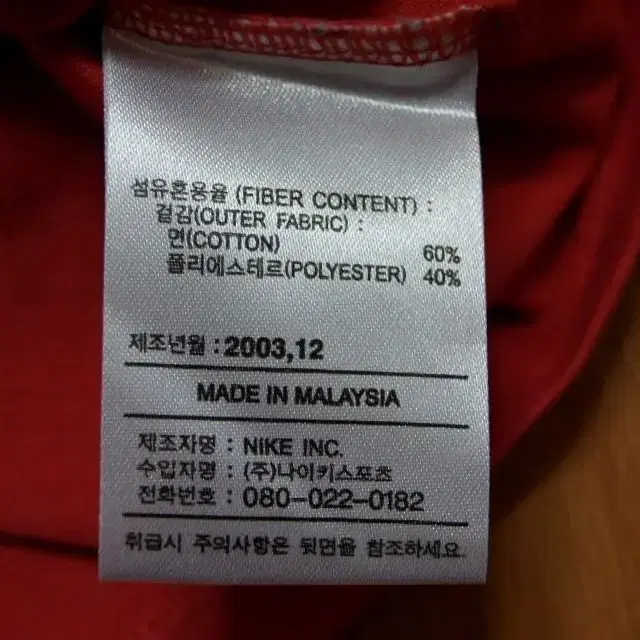 섬유혼용율 (FIBER CONTENT) :
겉감(OUTER FABRIC) :
면(COTTON) 60%
폴리에스테르(POLYESTER) 40%
제조년월 : 2003,12
MADE IN MALAYSIA
제조자명 : NIKE INC.
수입자명 : (주)나이키스포츠
전화번호 : 080-022-0182
취급시 주의사항은 뒷면을 참조하세요.